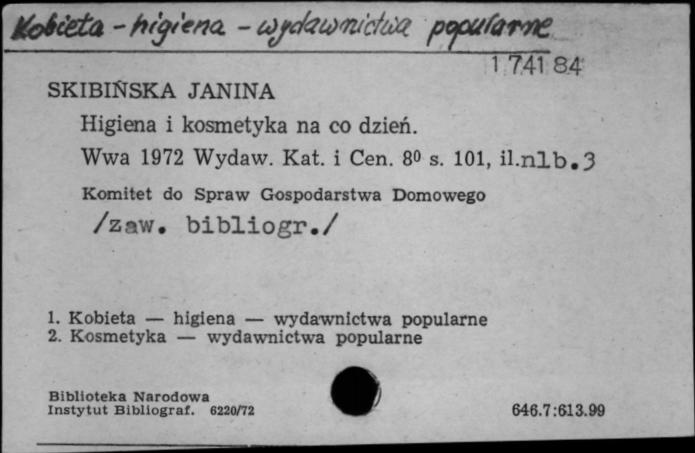 Kobieta - higiena - wydawnictwa popularne
1 741 84
SKIBIŃSKA JANINA
Higiena i kosmetyka na co dzień.
Wwa 1972 Wydaw. Kat. i Cen. 8⁰ s. 101, il.nlb.3
Komitet do Spraw Gospodarstwa Domowego
/zaw. bibliogr./
1. Kobieta — higiena — wydawnictwa popularne
2. Kosmetyka — wydawnictwa popularne
Biblioteka Narodowa
Instytut Bibliograf. 6220/72 646.7:613.99